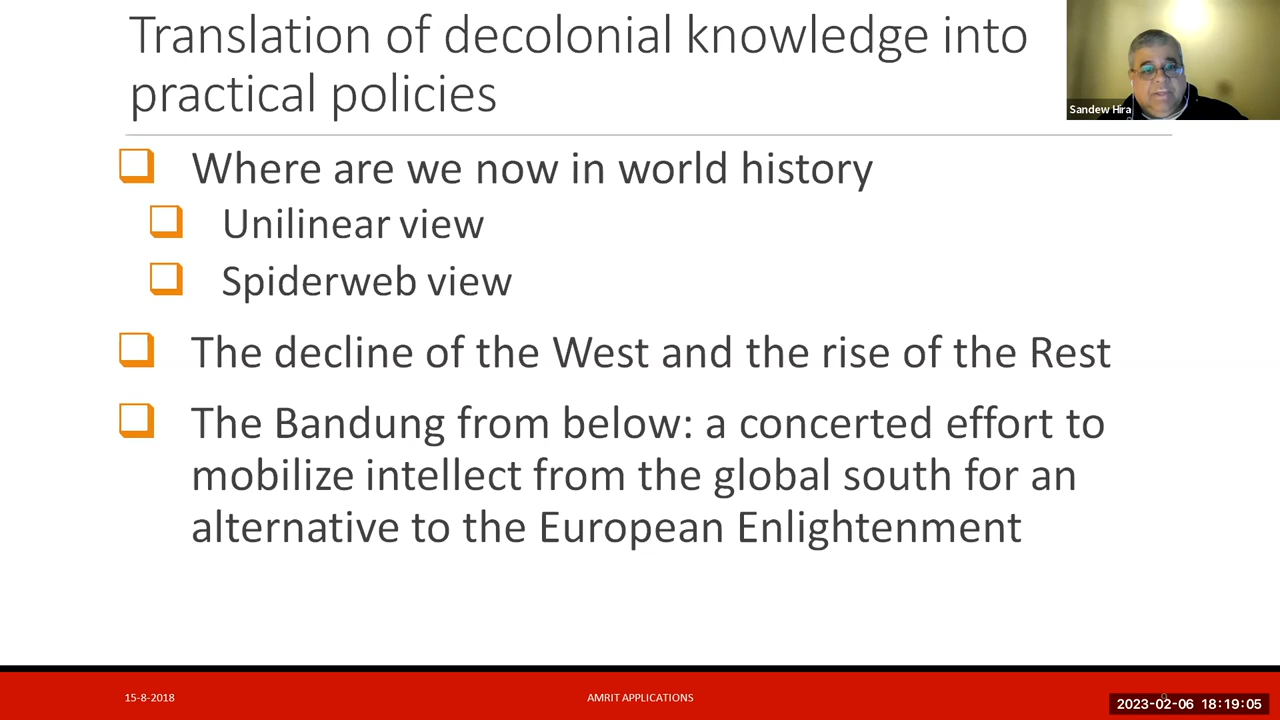 Translation of decolonial knowledge into
practical policies
Sandew Hira
Where are we now in world history
Unilinear view
Spiderweb view
The decline of the West and the rise of the Rest
The Bandung from below: a concerted effort to
mobilize intellect from the global south for an
alternative to the European Enlightenment
15-8-2018
AMRIT APPLICATIONS
9
2023-02-06 18:19:05